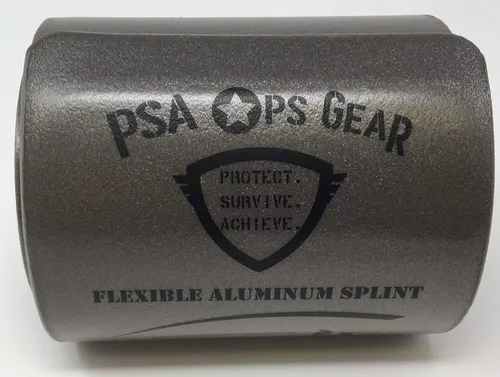 PSA OPS GEAR
PROTECT.
SURVIVE.
ACHIEVE.
FLEXIBLE ALUMINUM SPLINT